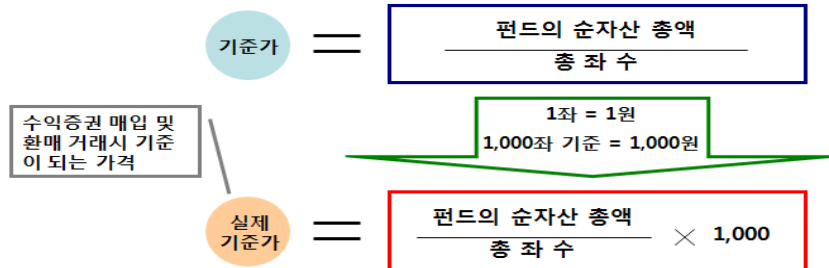 기준가
=
펀드의 순자산 총액
총 좌 수
수익증권 매입 및
환매 거래시 기준
이 되는 가격
1좌 = 1원
1,000좌 기준 = 1,000원
실제
기준가
=
펀드의 순자산 총액
총 좌 수
× 1,000